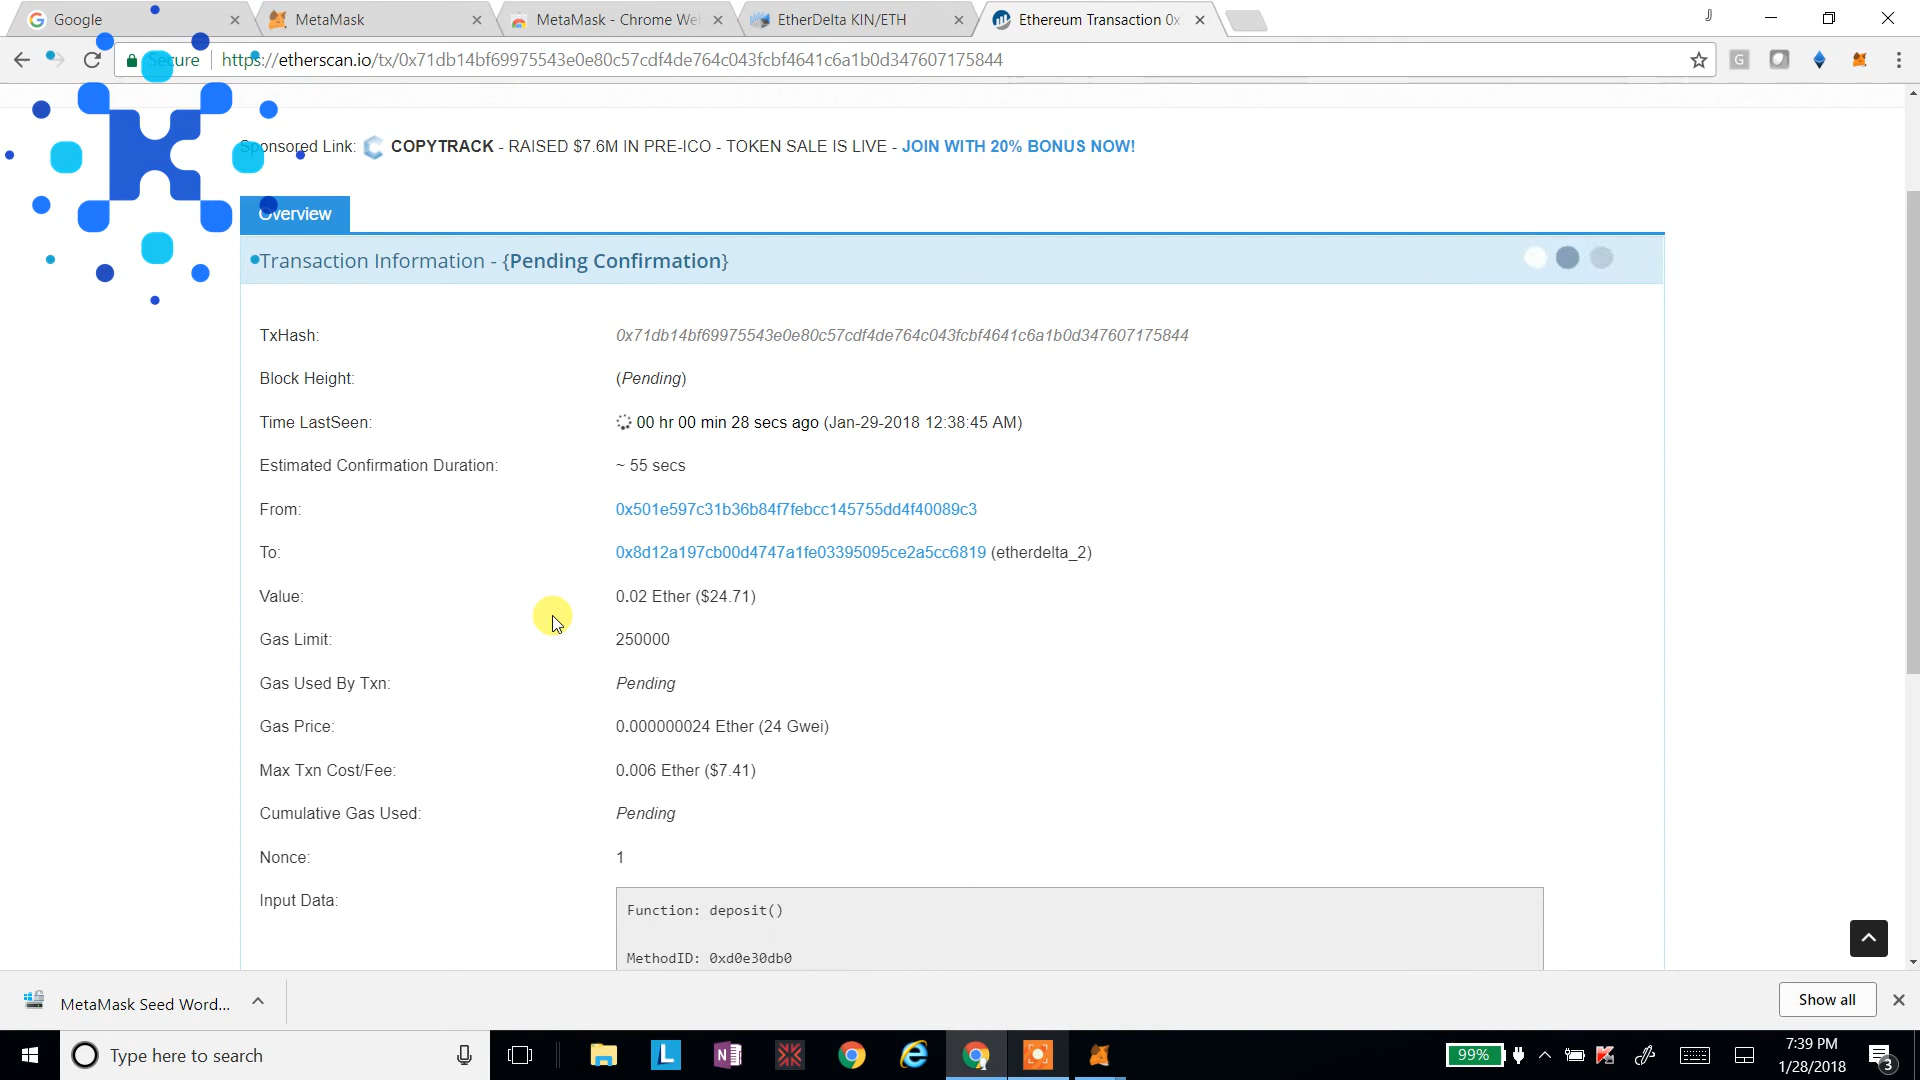 Google
MetaMask
MetaMask - Chrome We
EtherDelta KIN/ETH
Ethereum Transaction 0x
Secure
https://etherscan.io/tx/0x71db14bf69975543e0e80c57cdf4de764c043fcbf4641c6a1b0d347607175844
Sponsored Link: COPYTRACK - RAISED $7.6M IN PRE-ICO - TOKEN SALE IS LIVE - JOIN WITH 20% BONUS NOW!
Overview
Transaction Information - {Pending Confirmation}
TxHash: 0x71db14bf69975543e0e80c57cdf4de764c043fcbf4641c6a1b0d347607175844
Block Height: (Pending)
Time LastSeen: 00 hr 00 min 28 secs ago (Jan-29-2018 12:38:45 AM)
Estimated Confirmation Duration: ~ 55 secs
From: 0x501e597c31b36b84f7febcc145755dd4f40089c3
To: 0x8d12a197cb00d4747a1fe03395095ce2a5cc6819 (etherdelta_2)
Value: 0.02 Ether ($24.71)
Gas Limit: 250000
Gas Used By Txn: Pending
Gas Price: 0.000000024 Ether (24 Gwei)
Max Txn Cost/Fee: 0.006 Ether ($7.41)
Cumulative Gas Used: Pending
Nonce: 1
Input Data: Function: deposit()
MethodID: 0xd0e30db0
MetaMask Seed Word...
Show all
Type here to search
99%
7:39 PM
1/28/2018
3